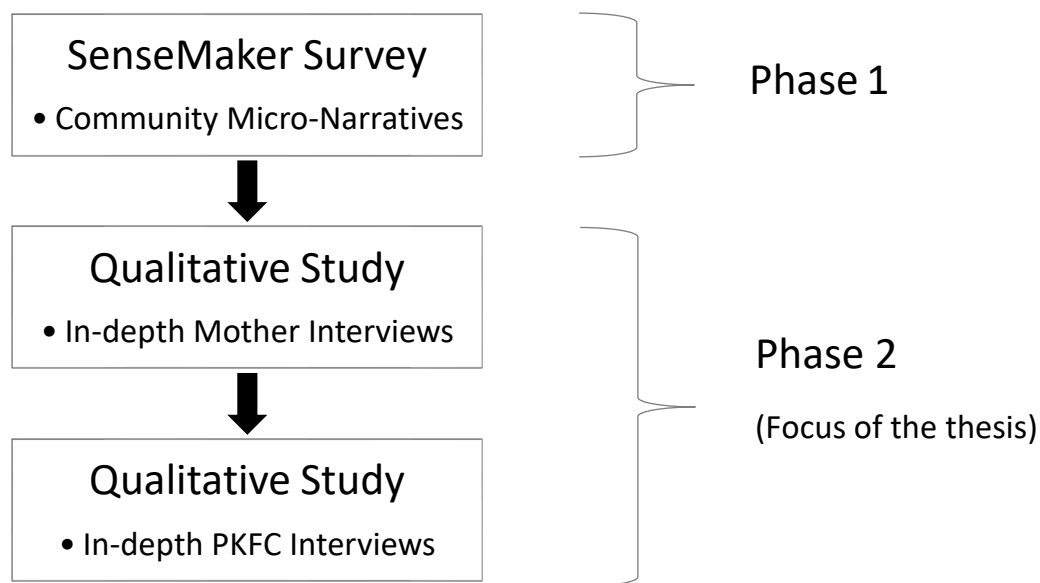 SenseMaker Survey
• Community Micro-Narratives
Phase 1
Qualitative Study
• In-depth Mother Interviews
Phase 2
(Focus of the thesis)
Qualitative Study
• In-depth PKFC Interviews